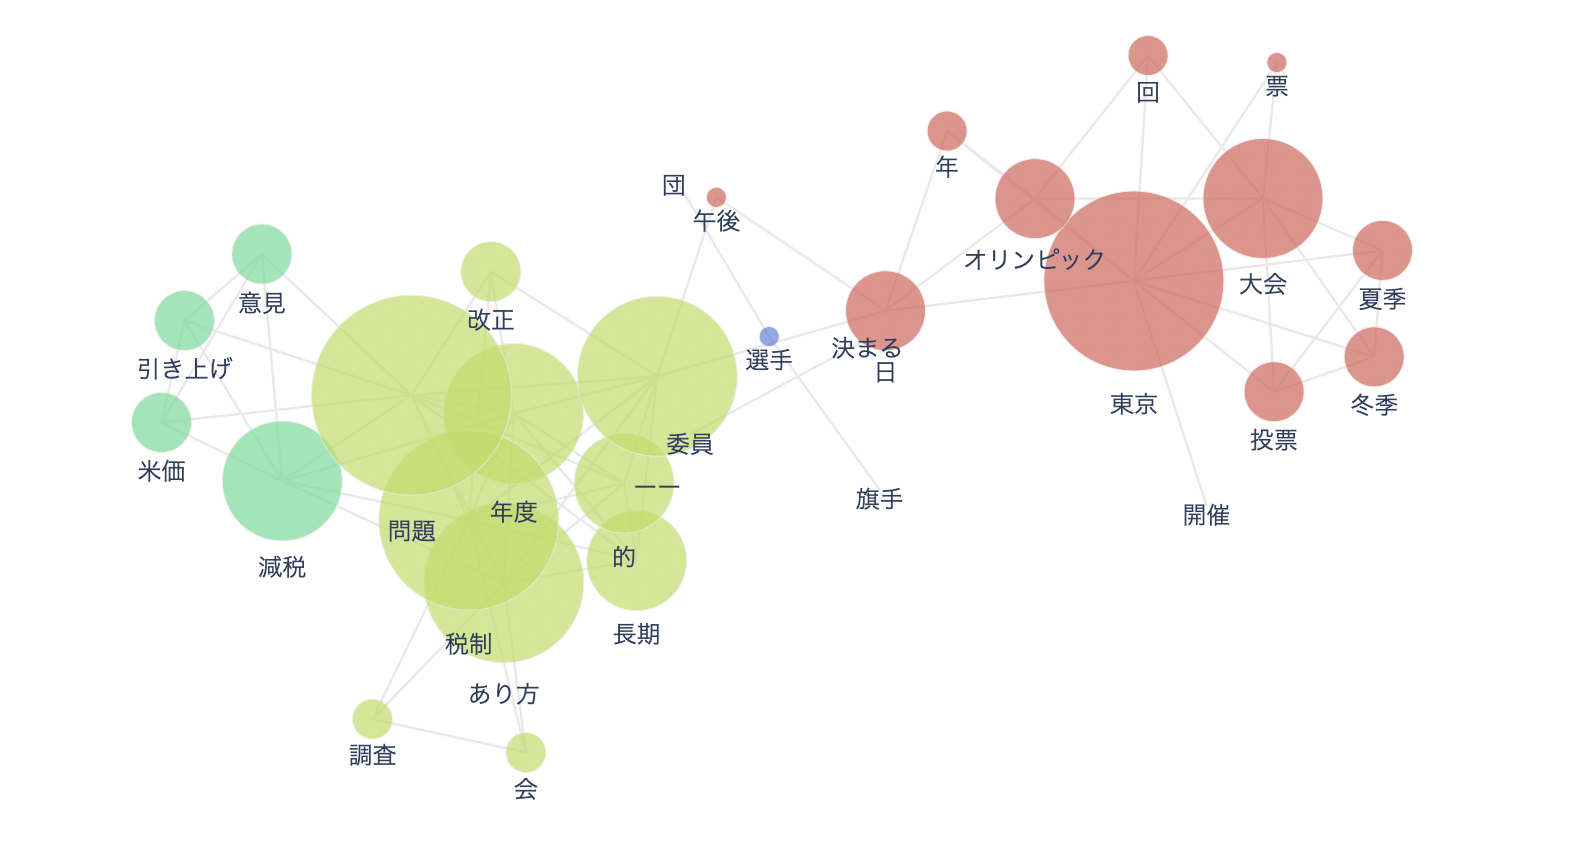 回
票
年
団
午後
オリンピック
大会
夏季
意見
改正
選手
決まる
日
引き上げ
東京
冬季
投票
委員
米価
一一
旗手
開催
年度
問題
的
減税
長期
税制
あり方
調査
会